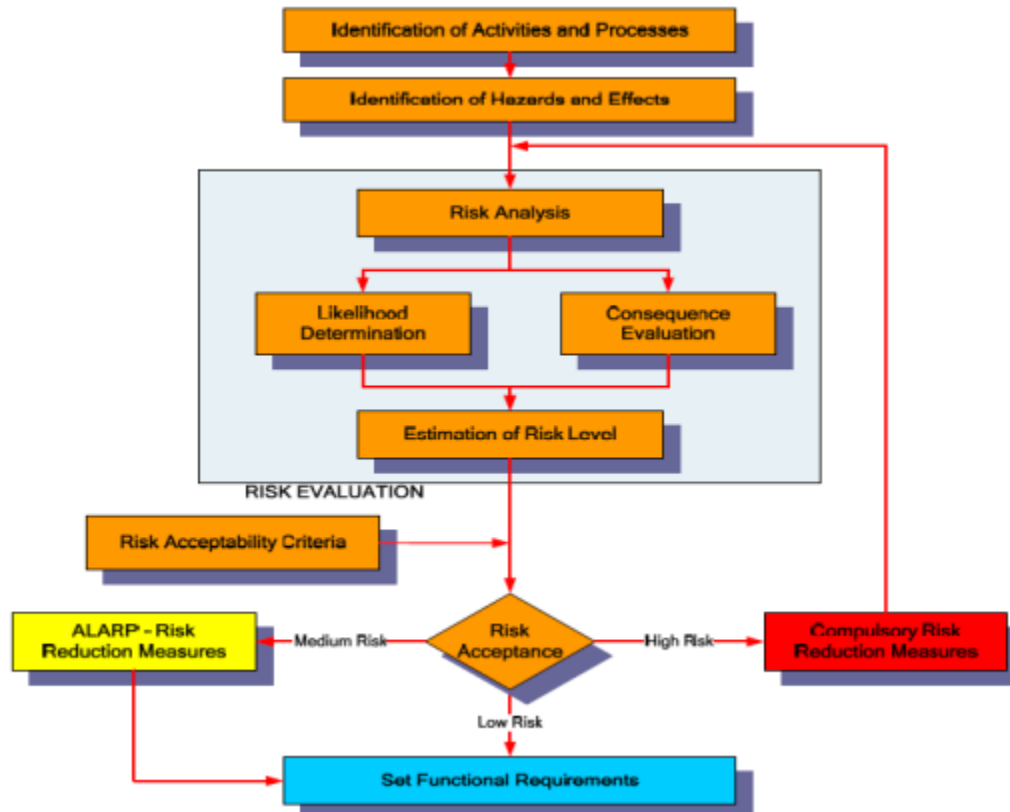 Identification of Activities and Processes
Identification of Hazards and Effects
Risk Analysis
Likelihood
Determination
Consequence
Evaluation
Estimation of Risk Level
RISK EVALUATION
Risk Acceptability Criteria
ALARP - Risk
Reduction Measures
Medium Risk
Risk
Acceptance
High Risk
Compulsory Risk
Reduction Measures
Low Risk
Set Functional Requirements